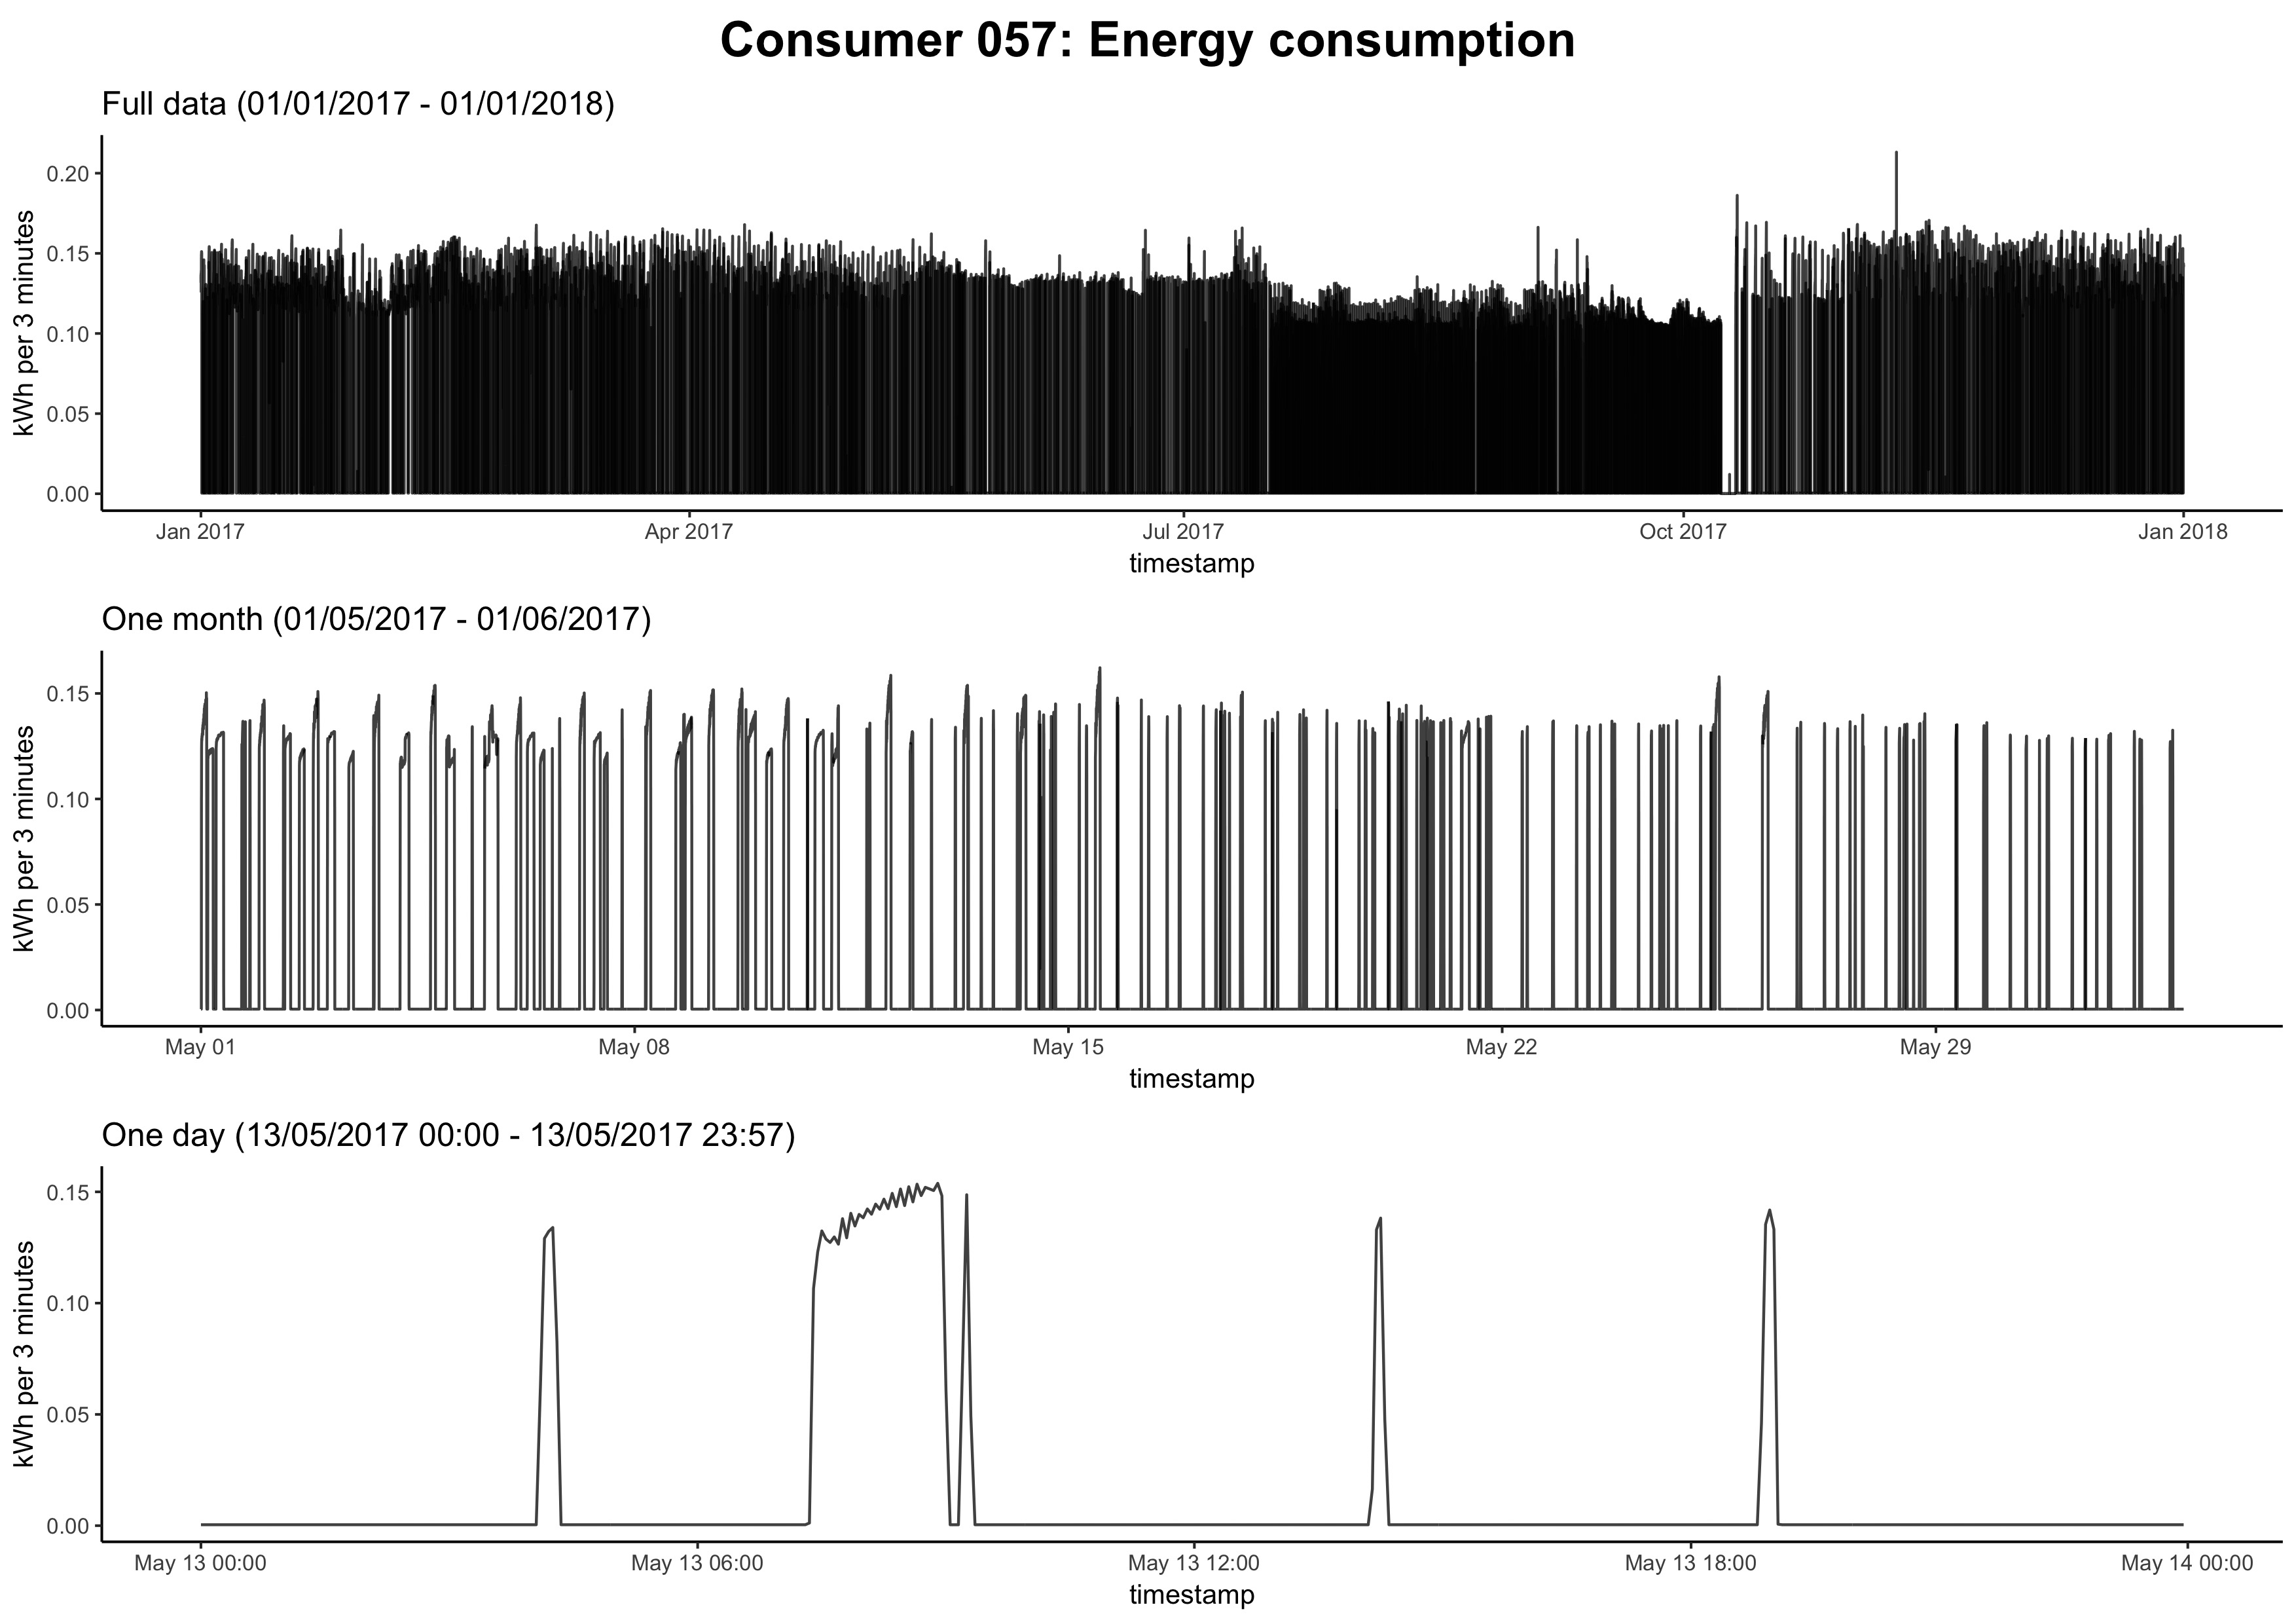 Consumer 057: Energy consumption
Full data (01/01/2017 - 01/01/2018)
kWh per 3 minutes
0.20
0.15
0.10
0.05
0.00
Jan 2017 Apr 2017 Jul 2017 Oct 2017 Jan 2018
timestamp
One month (01/05/2017 - 01/06/2017)
kWh per 3 minutes
0.15
0.10
0.05
0.00
May 01 May 08 May 15 May 22 May 29
timestamp
One day (13/05/2017 00:00 - 13/05/2017 23:57)
kWh per 3 minutes
0.15
0.10
0.05
0.00
May 13 00:00 May 13 06:00 May 13 12:00 May 13 18:00 May 14 00:00
timestamp